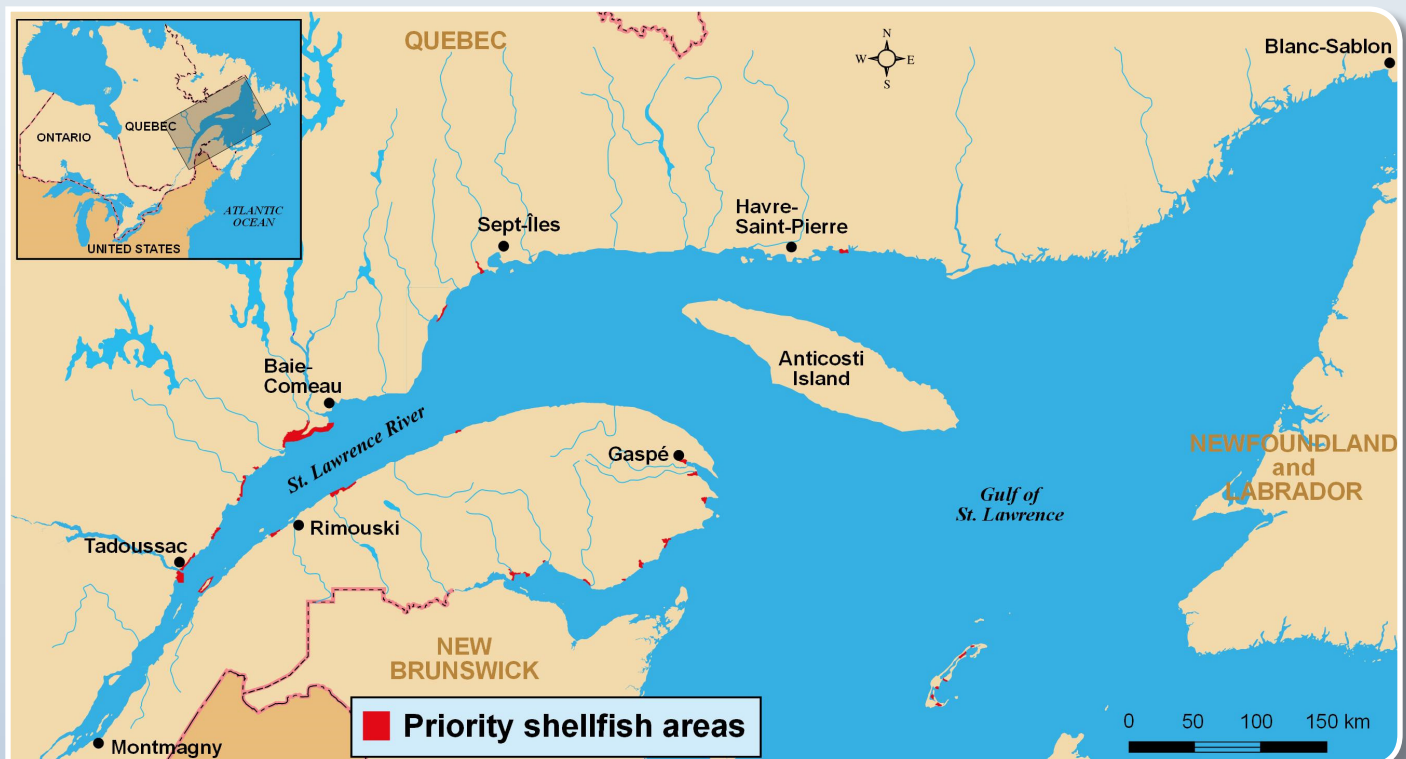 QUEBEC
N
W
E
S
Blanc-Sablon
ONTARIO
QUEBEC
ATLANTIC
OCEAN
UNITED STATES
Sept-Îles
Havre-
Saint-Pierre
Baie-
Comeau
Anticosti
Island
St. Lawrence River
Gaspé
NEWFOUNDLAND
and
LABRADOR
Gulf of
St. Lawrence
Rimouski
Tadoussac
NEW
BRUNSWICK
Priority shellfish areas
0 50 100 150 km
Montmagny